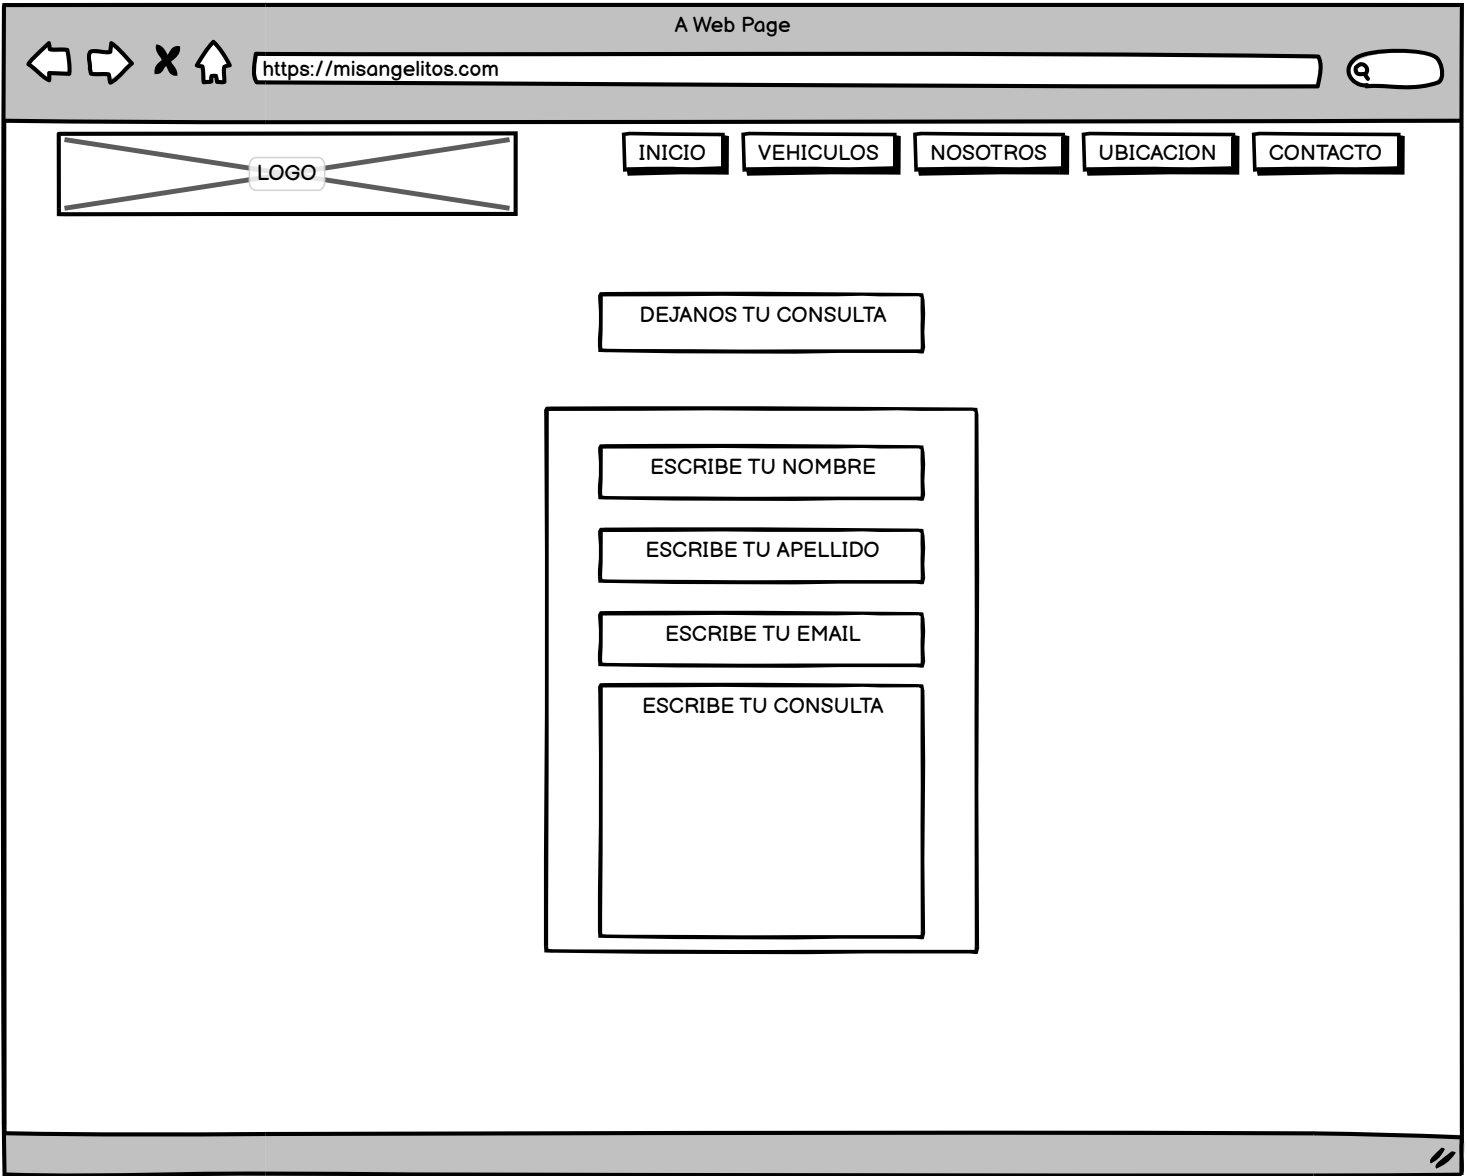 A Web Page
https://misangelitos.com
LOGO
INICIO
VEHICULOS
NOSOTROS
UBICACION
CONTACTO
DEJANOS TU CONSULTA
ESCRIBE TU NOMBRE
ESCRIBE TU APELLIDO
ESCRIBE TU EMAIL
ESCRIBE TU CONSULTA